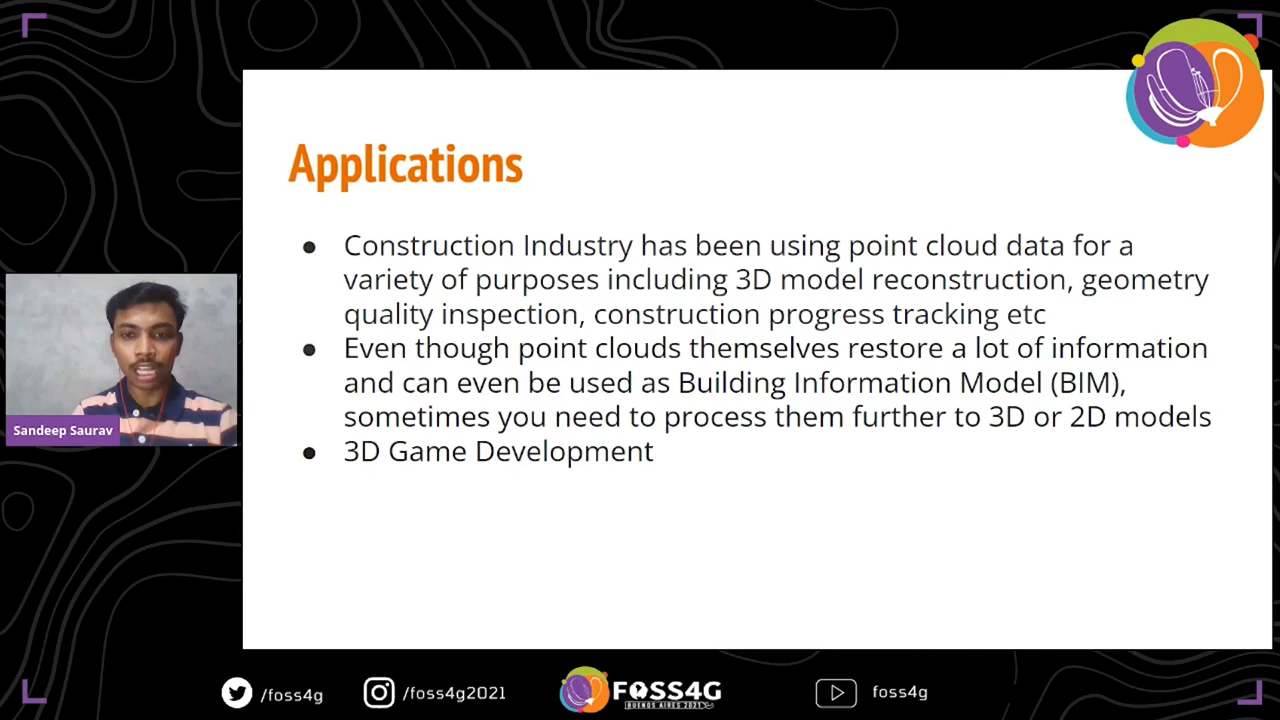 Applications
● Construction Industry has been using point cloud data for a
variety of purposes including 3D model reconstruction, geometry
quality inspection, construction progress tracking etc
● Even though point clouds themselves restore a lot of information
and can even be used as Building Information Model (BIM),
sometimes you need to process them further to 3D or 2D models
● 3D Game Development
Sandeep Saurav
/foss4g
/foss4g2021
FOSS4G
BUENOS AIRES 2021
foss4g